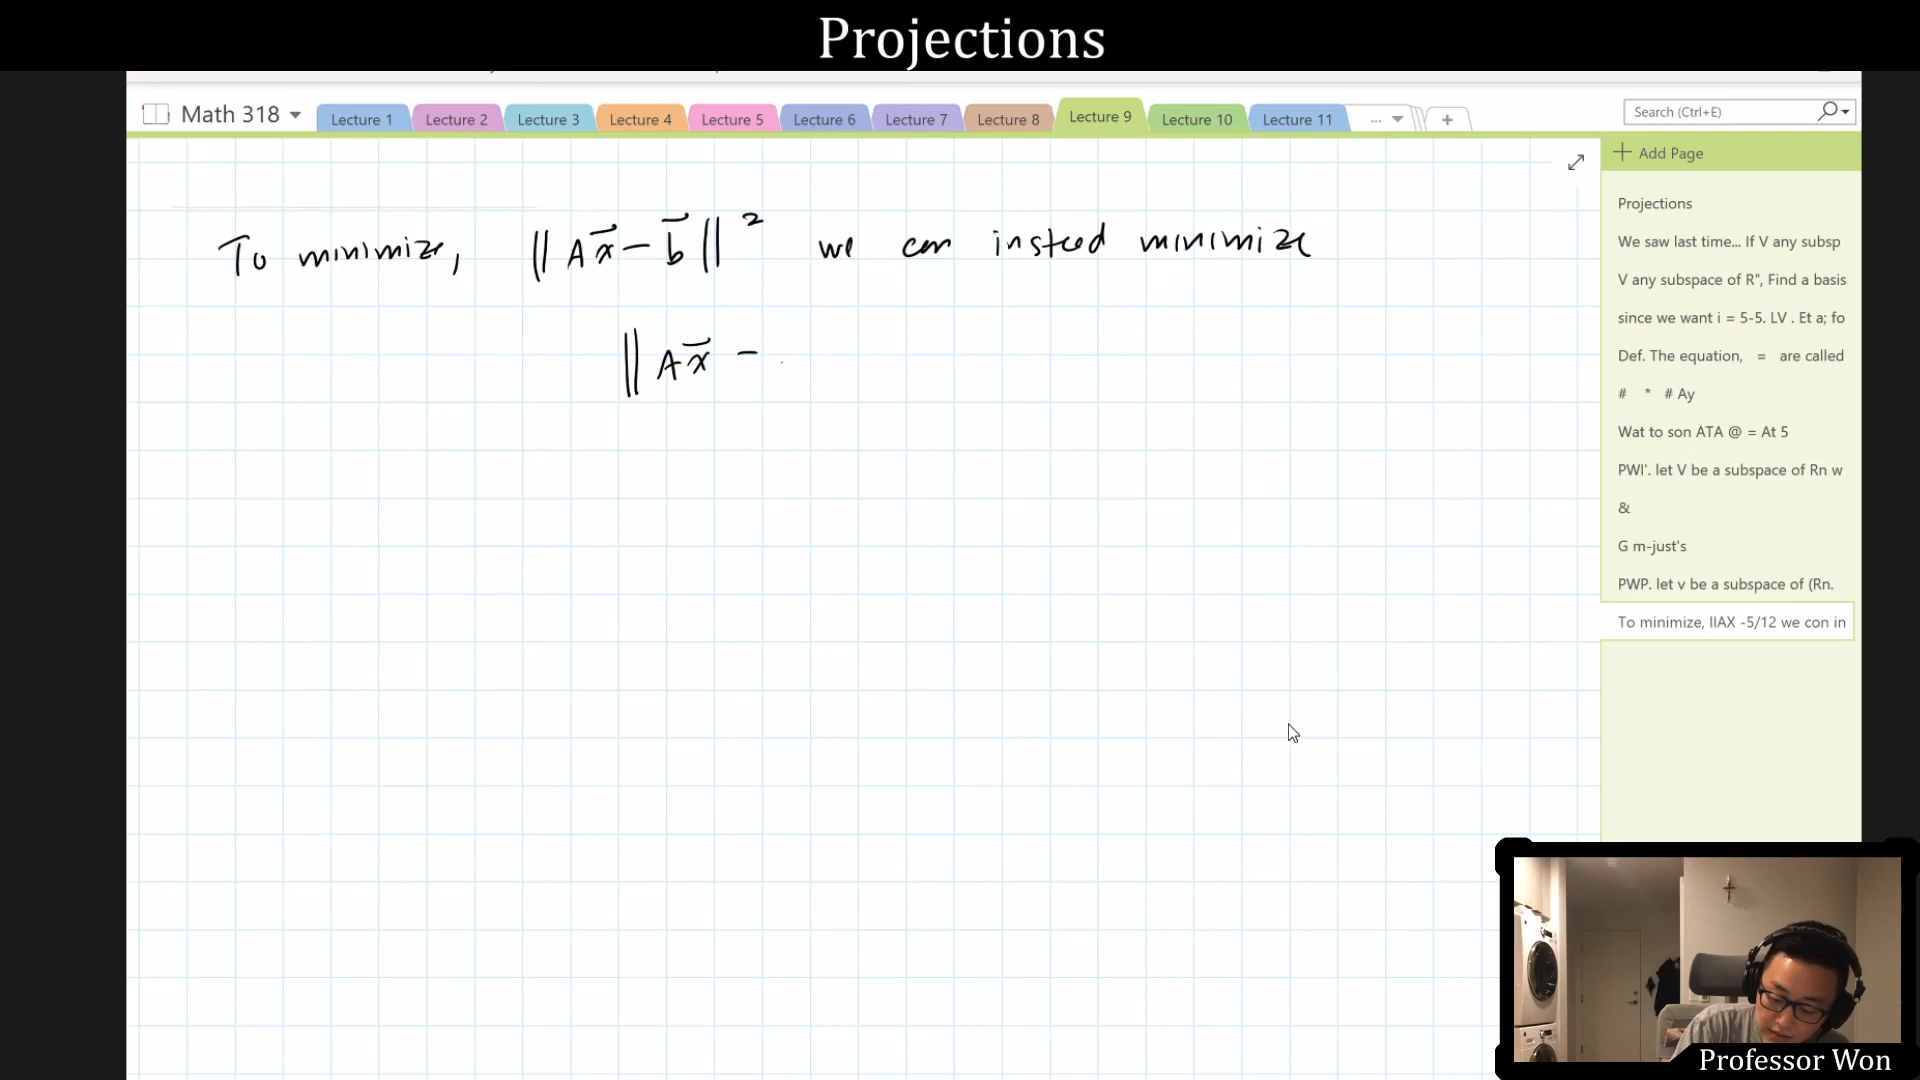 Projections
Math 318
Lecture 1
Lecture 2
Lecture 3
Lecture 4
Lecture 5
Lecture 6
Lecture 7
Lecture 8
Lecture 9
Lecture 10
Lecture 11
...
+
Search (Ctrl+E)
To minimize, ‖Ax⃗ − b⃗‖² we can instead minimize
‖Ax⃗ −
+ Add Page
Projections
We saw last time... If V any subsp
V any subspace of R", Find a basis
since we want i = 5-5. LV . Et a; fo
Def. The equation, = are called
# * # Ay
Wat to son ATA @ = At 5
PWI'. let V be a subspace of Rn w
&
G m-just's
PWP. let v be a subspace of (Rn.
To minimize, IIAX -5/12 we con in
Professor Won